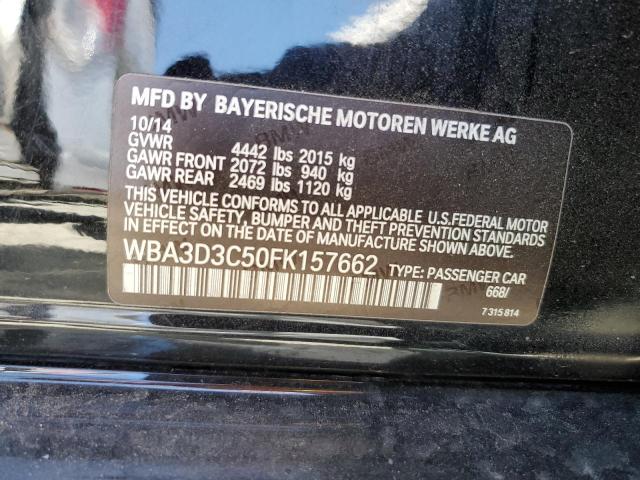 MFD BY BAYERISCHE MOTOREN WERKE AG
10/14
GVWR 4442 lbs 2015 kg
GAWR FRONT 2072 lbs 940 kg
GAWR REAR 2469 lbs 1120 kg
THIS VEHICLE CONFORMS TO ALL APPLICABLE U.S.FEDERAL MOTOR
VEHICLE SAFETY, BUMPER AND THEFT PREVENTION STANDARDS
IN EFFECT ON THE DATE OF MANUFACTURE SHOWN ABOVE.
WBA3D3C50FK157662 TYPE: PASSENGER CAR
668/
7 315 814